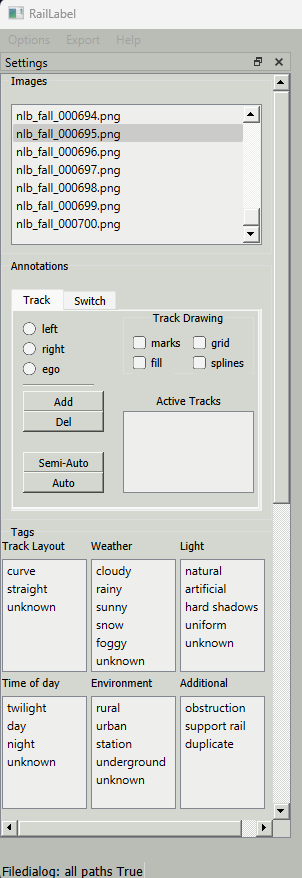 RailLabel
Options Export Help
Settings
Images
nlb_fall_000694.png
nlb_fall_000695.png
nlb_fall_000696.png
nlb_fall_000697.png
nlb_fall_000698.png
nlb_fall_000699.png
nlb_fall_000700.png
Annotations
Track Switch
left
right
ego
Track Drawing
marks grid
fill splines
Add
Del
Semi-Auto
Auto
Active Tracks
Tags
Track Layout Weather Light
curve
straight
unknown
cloudy
rainy
sunny
snow
foggy
unknown
natural
artificial
hard shadows
uniform
unknown
Time of day Environment Additional
twilight
day
night
unknown
rural
urban
station
underground
unknown
obstruction
support rail
duplicate
Filedialog: all paths True